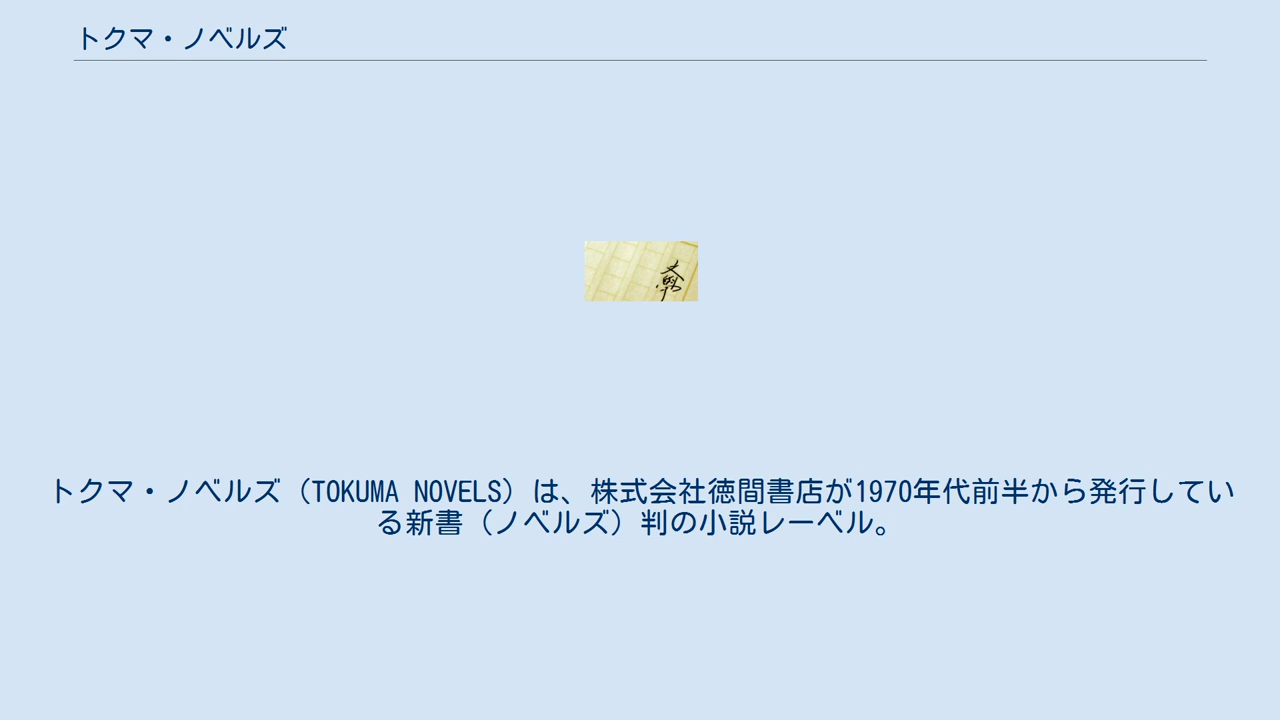 トクマ・ノベルズ
トクマ・ノベルズ（TOKUMA NOVELS）は、株式会社徳間書店が1970年代前半から発行してい
る新書（ノベルズ）判の小説レーベル。